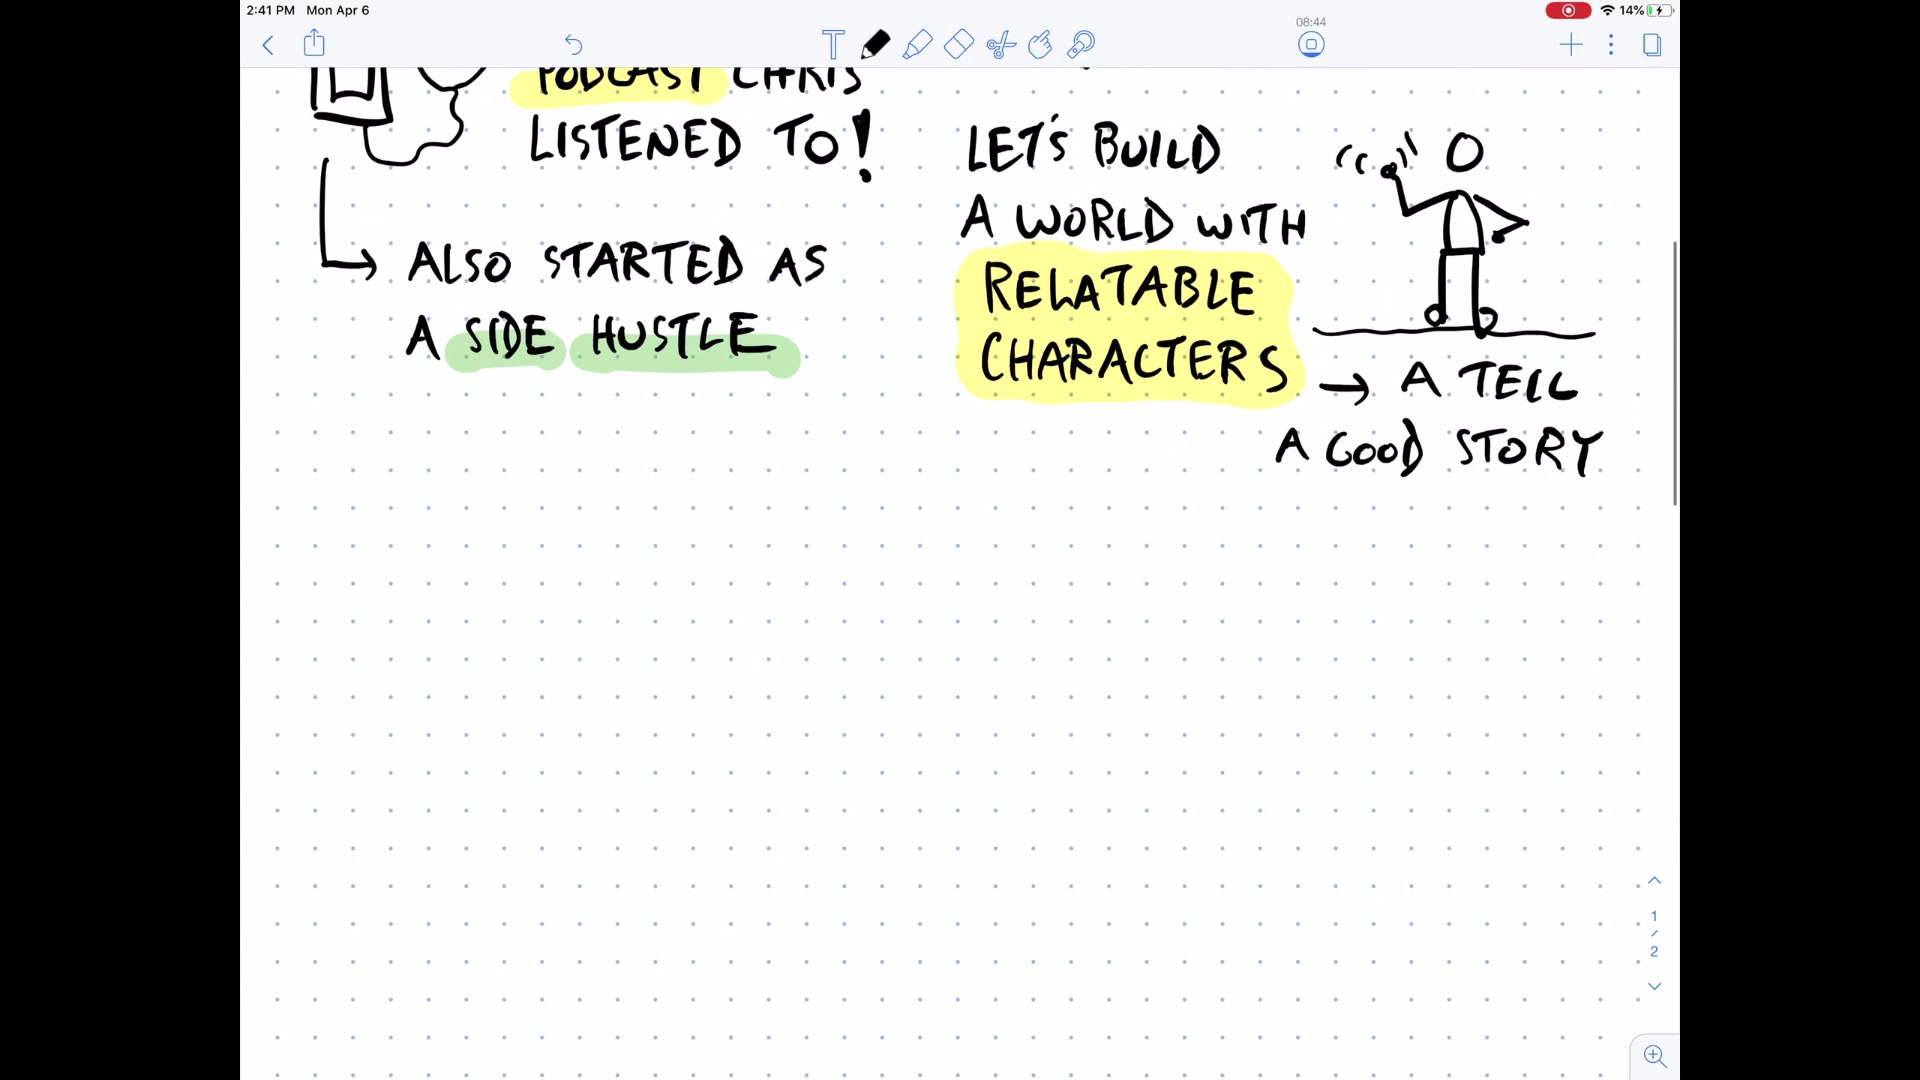 2:41 PM Mon Apr 6
14%
08:44
PODCAST CHRIS
LISTENED TO!
ALSO STARTED AS
A SIDE HUSTLE
LET'S BUILD
A WORLD WITH
RELATABLE
CHARACTERS
→ A TELL
A GOOD STORY
1
/
2